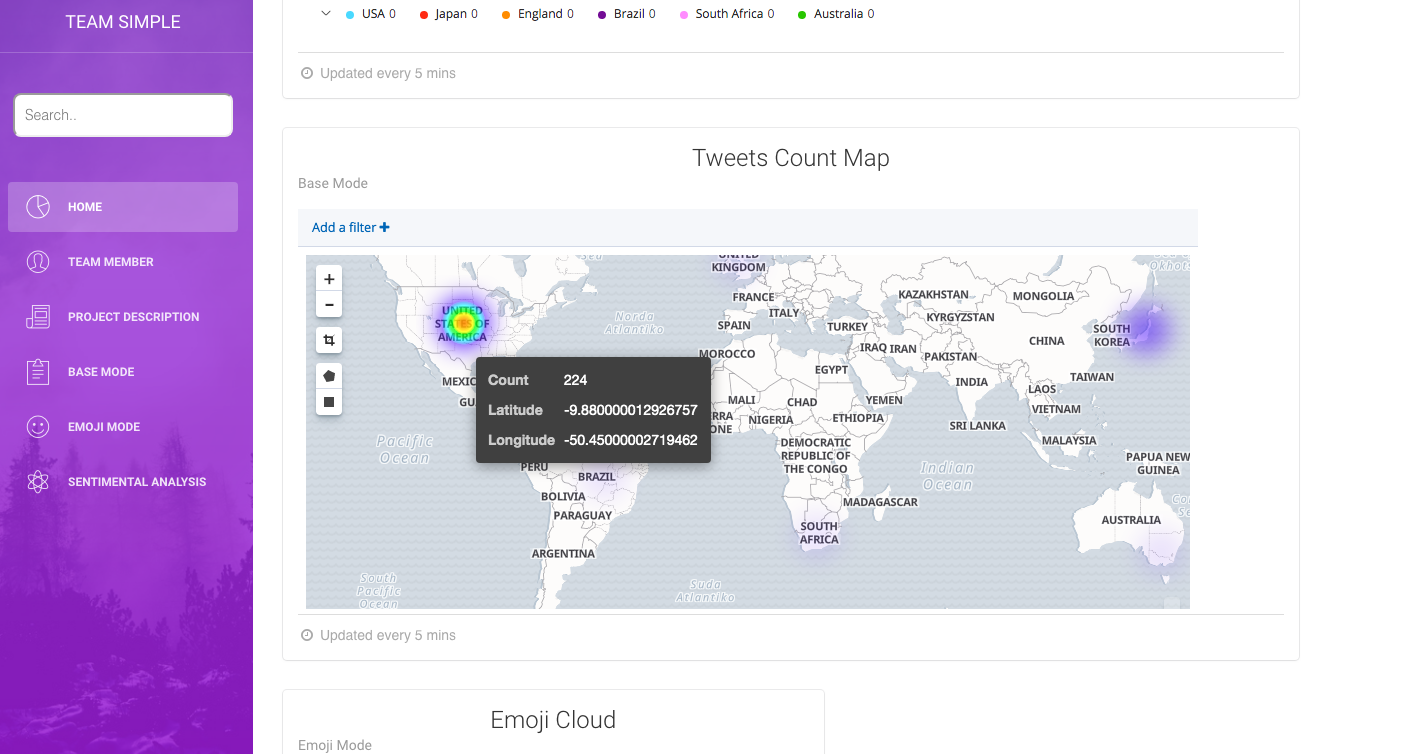 TEAM SIMPLE
Search..
HOME
TEAM MEMBER
PROJECT DESCRIPTION
BASE MODE
EMOJI MODE
SENTIMENTAL ANALYSIS
USA 0 Japan 0 England 0 Brazil 0 South Africa 0 Australia 0
Updated every 5 mins
Tweets Count Map
Base Mode
Add a filter +
+
−
UNITED
KINGDOM
FRANCE
ITALY
SPAIN
TURKEY
KAZAKHSTAN
MONGOLIA
KYRGYZSTAN
SOUTH
KOREA
CHINA
IRAQ IRAN
PAKISTAN
MOROCCO
EGYPT
INDIA
TAIWAN
LAOS
VIETNAM
MALI
CHAD
YEMEN
NIGERIA
ETHIOPIA
SRI LANKA
MALAYSIA
DEMOCRATIC
REPUBLIC OF
THE CONGO
PAPUA NEW
GUINEA
Indian
Ocean
MADAGASCAR
SOUTH
AFRICA
AUSTRALIA
UNITED
STATES OF
AMERICA
Norda
Atlantiko
MEXIC
GU
Count 224
Latitude -9.880000012926757
Longitude -50.45000002719462
Pacific
Ocean
PERU
BRAZIL
BOLIVIA
PARAGUAY
ARGENTINA
South
Pacific
Ocean
Suda
Atlantiko
Updated every 5 mins
Emoji Cloud
Emoji Mode